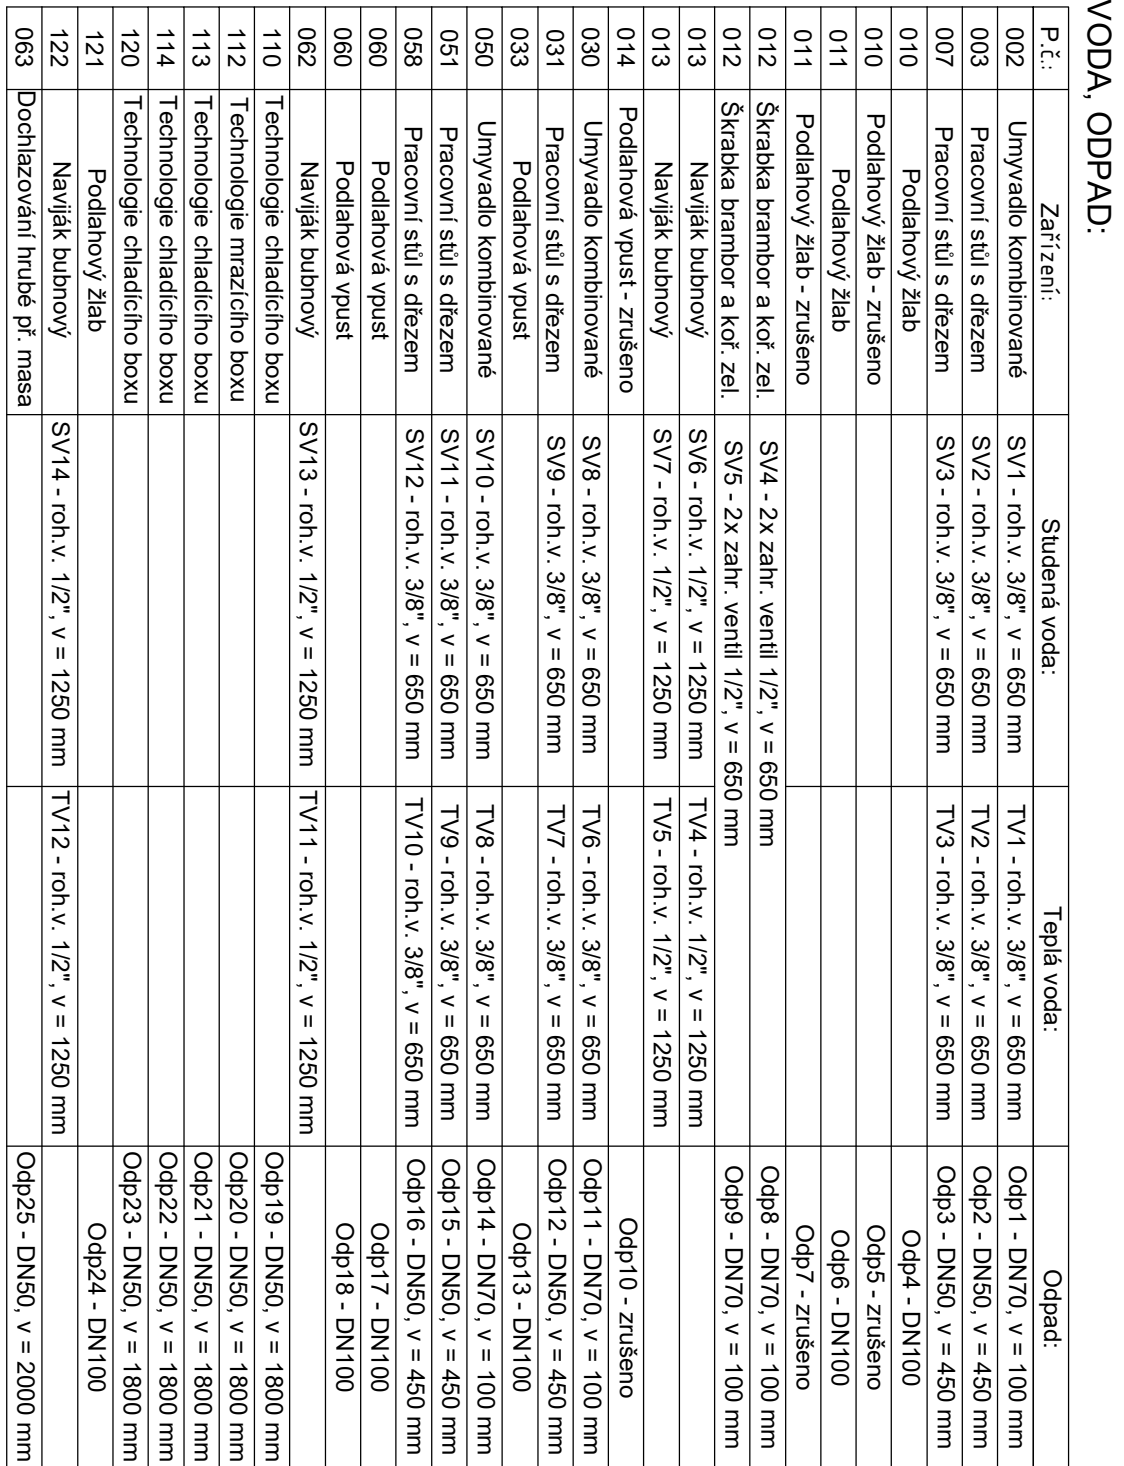 VODA, ODPAD:
P.č.: Zařízení: Studená voda: Teplá voda: Odpad:
002 Umyvadlo kombinované SV1 - roh.v. 3/8", v = 650 mm TV1 - roh.v. 3/8", v = 650 mm Odp1 - DN70, v = 100 mm
003 Pracovní stůl s dřezem SV2 - roh.v. 3/8", v = 650 mm TV2 - roh.v. 3/8", v = 650 mm Odp2 - DN50, v = 450 mm
007 Pracovní stůl s dřezem SV3 - roh.v. 3/8", v = 650 mm TV3 - roh.v. 3/8", v = 650 mm Odp3 - DN50, v = 450 mm
010 Podlahový žlab Odp4 - DN100
010 Podlahový žlab - zrušeno Odp5 - zrušeno
011 Podlahový žlab Odp6 - DN100
011 Podlahový žlab - zrušeno Odp7 - zrušeno
012 Škrabka brambor a koř. zel. SV4 - 2x zahr. ventil 1/2", v = 650 mm Odp8 - DN70, v = 100 mm
012 Škrabka brambor a koř. zel. SV5 - 2x zahr. ventil 1/2", v = 650 mm Odp9 - DN70, v = 100 mm
013 Naviják bubnový SV6 - roh.v. 1/2", v = 1250 mm TV4 - roh.v. 1/2", v = 1250 mm
013 Naviják bubnový SV7 - roh.v. 1/2", v = 1250 mm TV5 - roh.v. 1/2", v = 1250 mm
014 Podlahová vpust - zrušeno Odp10 - zrušeno
030 Umyvadlo kombinované SV8 - roh.v. 3/8", v = 650 mm TV6 - roh.v. 3/8", v = 650 mm Odp11 - DN70, v = 100 mm
031 Pracovní stůl s dřezem SV9 - roh.v. 3/8", v = 650 mm TV7 - roh.v. 3/8", v = 650 mm Odp12 - DN50, v = 450 mm
033 Podlahová vpust Odp13 - DN100
050 Umyvadlo kombinované SV10 - roh.v. 3/8", v = 650 mm TV8 - roh.v. 3/8", v = 650 mm Odp14 - DN70, v = 100 mm
051 Pracovní stůl s dřezem SV11 - roh.v. 3/8", v = 650 mm TV9 - roh.v. 3/8", v = 650 mm Odp15 - DN50, v = 450 mm
058 Pracovní stůl s dřezem SV12 - roh.v. 3/8", v = 650 mm TV10 - roh.v. 3/8", v = 650 mm Odp16 - DN50, v = 450 mm
060 Podlahová vpust Odp17 - DN100
060 Podlahová vpust Odp18 - DN100
062 Naviják bubnový SV13 - roh.v. 1/2", v = 1250 mm TV11 - roh.v. 1/2", v = 1250 mm
110 Technologie chladícího boxu Odp19 - DN50, v = 1800 mm
112 Technologie mrazícího boxu Odp20 - DN50, v = 1800 mm
113 Technologie chladícího boxu Odp21 - DN50, v = 1800 mm
114 Technologie chladícího boxu Odp22 - DN50, v = 1800 mm
120 Technologie chladícího boxu Odp23 - DN50, v = 1800 mm
121 Podlahový žlab Odp24 - DN100
122 Naviják bubnový SV14 - roh.v. 1/2", v = 1250 mm TV12 - roh.v. 1/2", v = 1250 mm
063 Dochlazování hrubé př. masa Odp25 - DN50, v = 2000 mm